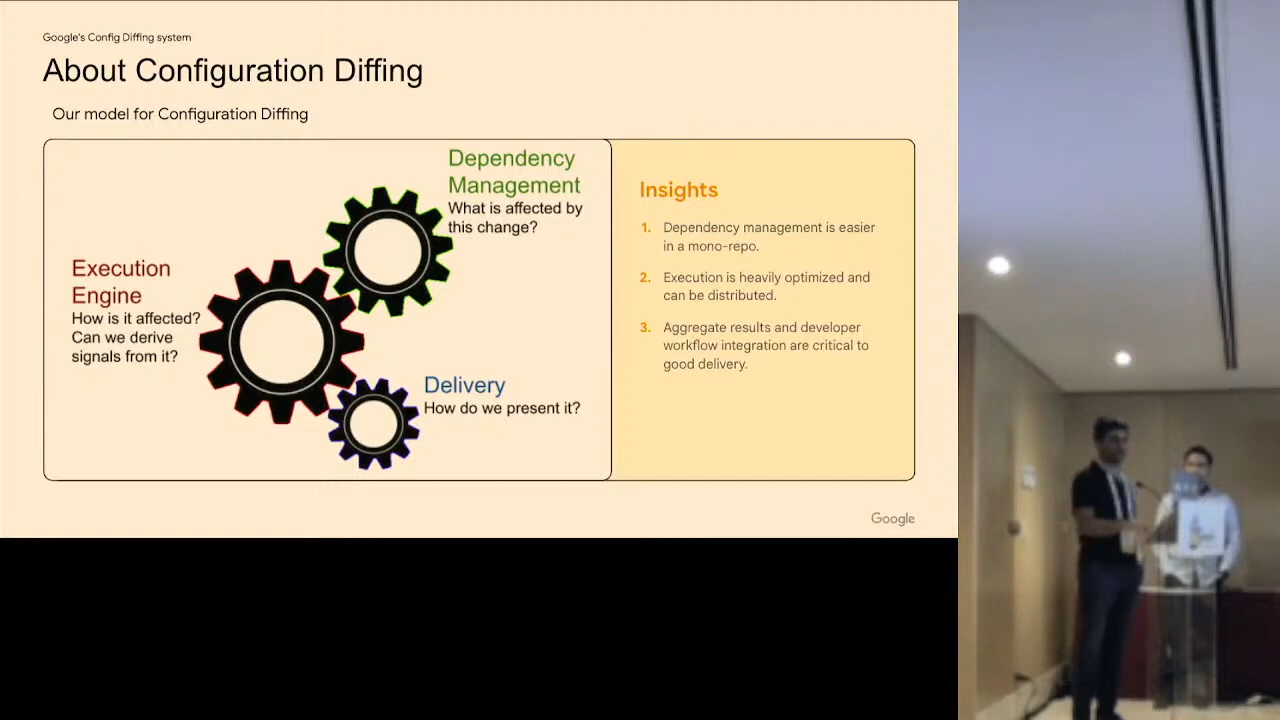 Google's Config Diffing system
About Configuration Diffing
Our model for Configuration Diffing
Dependency
Management
What is affected by
this change?
Execution
Engine
How is it affected?
Can we derive
signals from it?
Delivery
How do we present it?
Insights
1. Dependency management is easier
in a mono-repo.
2. Execution is heavily optimized and
can be distributed.
3. Aggregate results and developer
workflow integration are critical to
good delivery.
Google